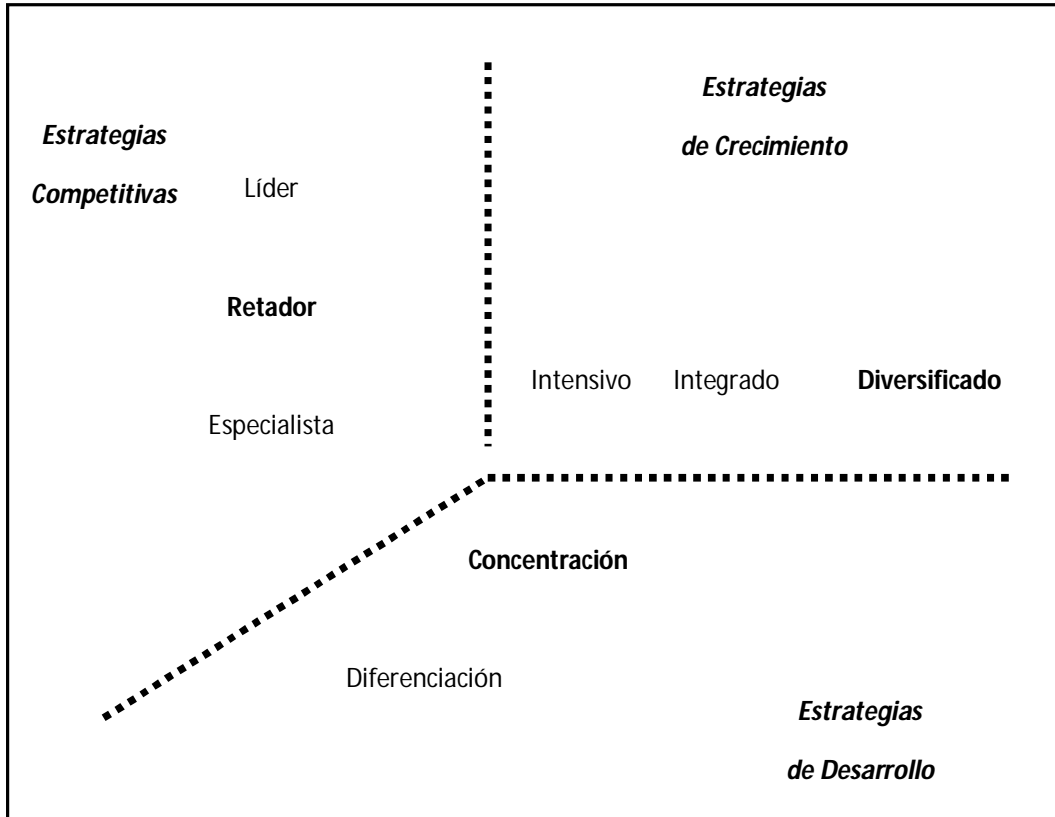 Estrategias
Competitivas
Líder
Retador
Especialista
Estrategias
de Crecimiento
Intensivo Integrado Diversificado
Concentración
Diferenciación
Estrategias
de Desarrollo